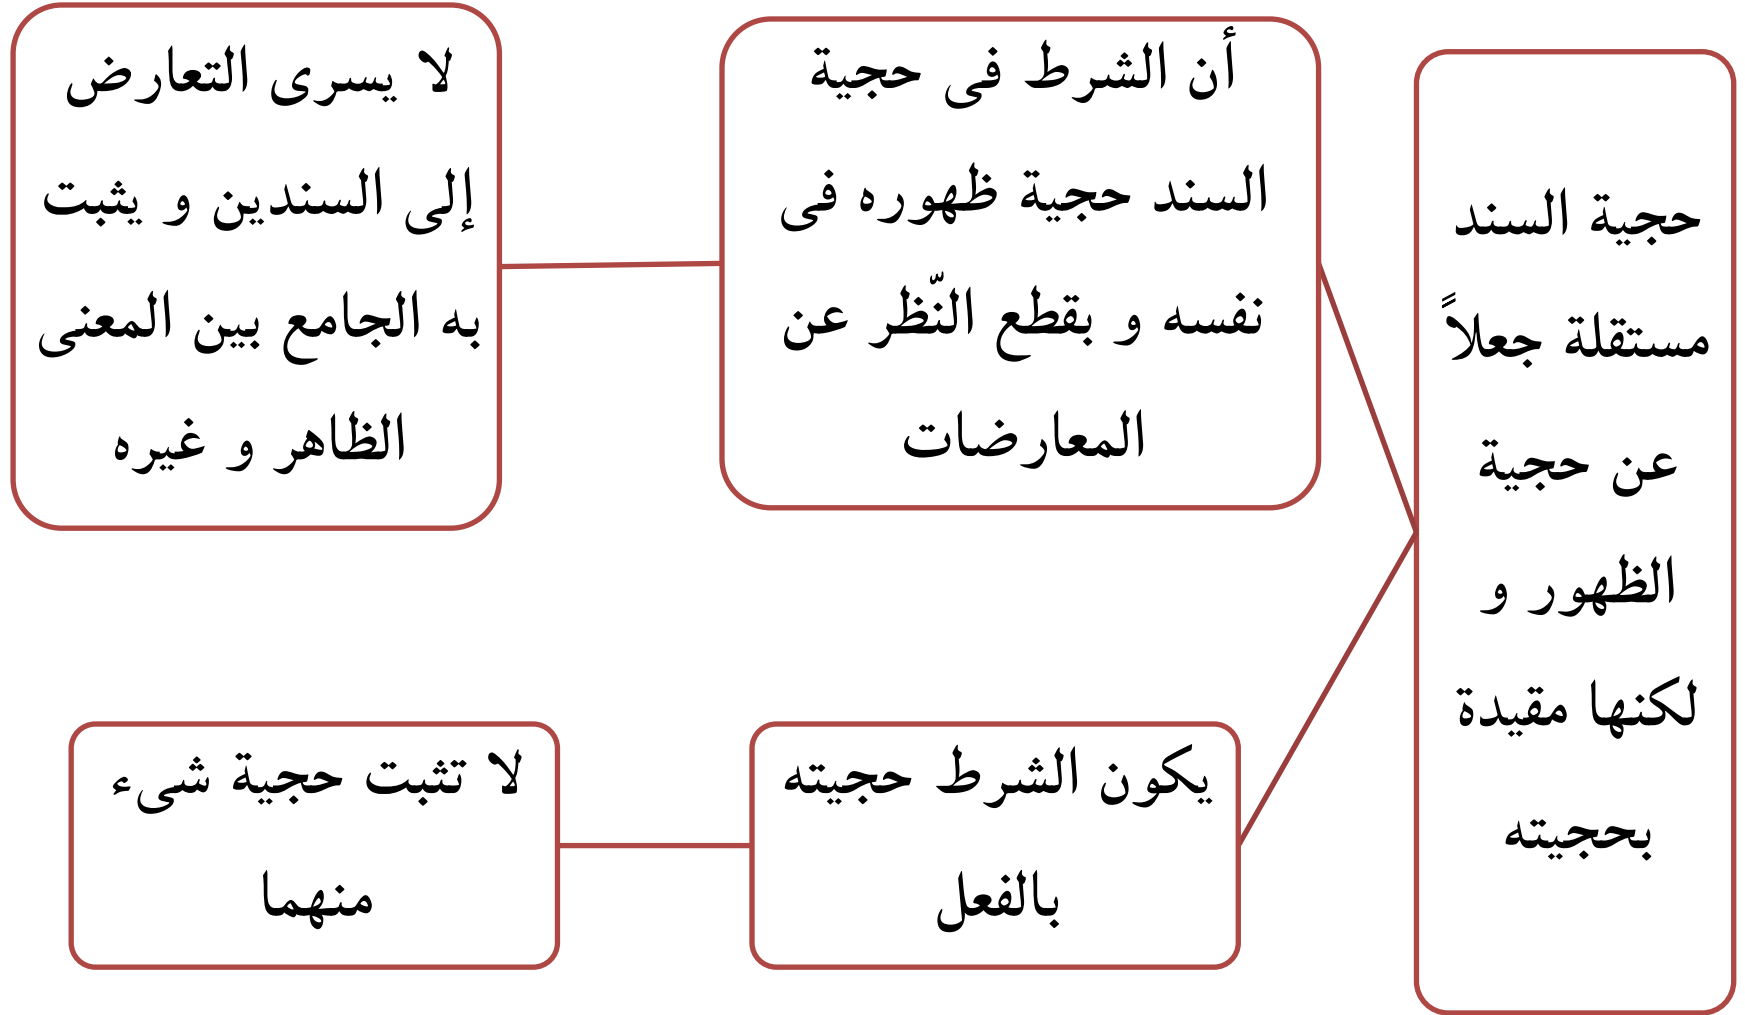 حجية السند
مستقلة جعلاً
عن حجية
الظهور و
لكنها مقيدة
بحجيته
أن الشرط فى حجية
السند حجية ظهوره فى
نفسه و بقطع النّظر عن
المعارضات
لا يسرى التعارض
إلى السندين و يثبت
به الجامع بين المعنى
الظاهر و غيره
يكون الشرط حجيته
بالفعل
لا تثبت حجية شىء
منهما